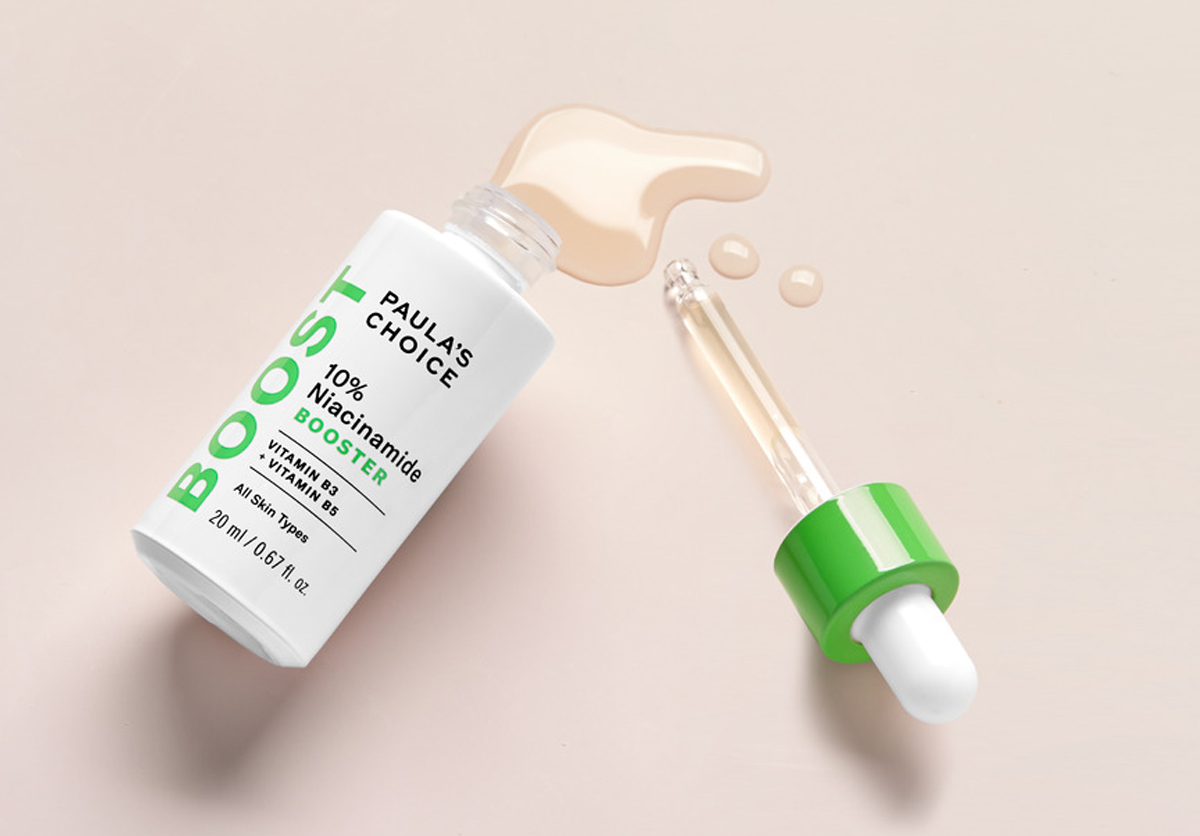 BOOST
PAULA'S
CHOICE
10%
Niacinamide
BOOSTER
VITAMIN B3
+ VITAMIN B5
All Skin Types
20 ml / 0.67 fl. oz.